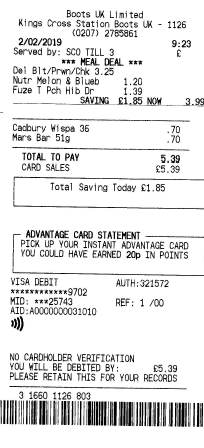 Boots UK Limited
Kings Cross Station Boots UK - 1126
(0207) 2785861
2/02/2019 9:23
Served by: SCO TILL 3 £
*** MEAL DEAL ***
Del Blt/Prwn/Chk 3.25
Nutr Melon & Blueb 1.20
Fuze T Pch Hib Dr 1.39
SAVING £1.85 NOW 3.99
Cadbury Wispa 36 .70
Mars Bar 51g .70
TOTAL TO PAY 5.39
CARD SALES £5.39
Total Saving Today £1.85
ADVANTAGE CARD STATEMENT
PICK UP YOUR INSTANT ADVANTAGE CARD
YOU COULD HAVE EARNED 20p IN POINTS
VISA DEBIT AUTH:321572
************9702
MID: ***25743 REF: 1 /00
AID:A0000000031010
NO CARDHOLDER VERIFICATION
YOU WILL BE DEBITED BY: £5.39
PLEASE RETAIN THIS FOR YOUR RECORDS
3 1660 1126 803